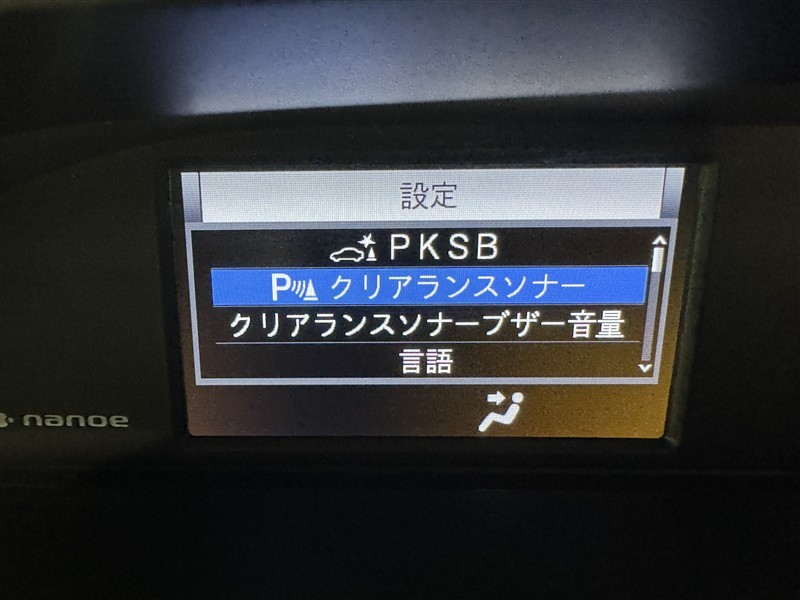 設定
PKSB
P クリアランスソナー
クリアランスソナーブザー音量
言語
nanoe